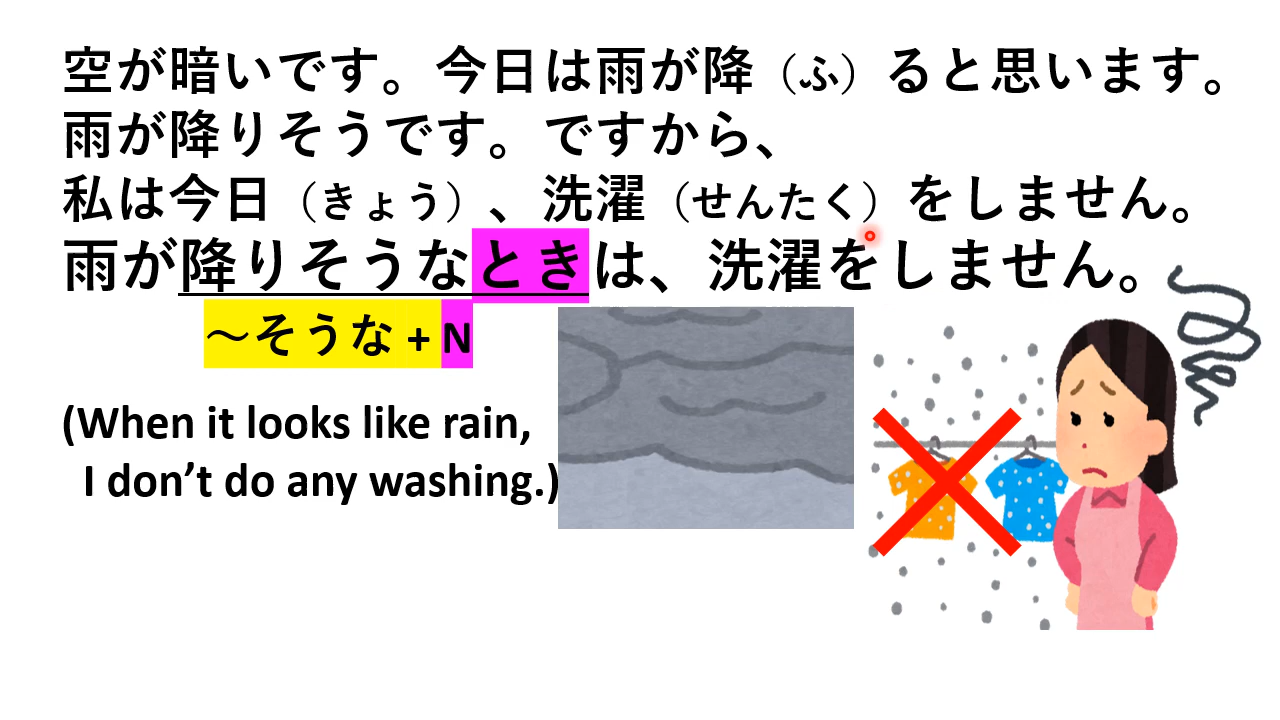 空が暗いです。今日は雨が降（ふ）ると思います。
雨が降りそうです。ですから、
私は今日（きょう）、洗濯（せんたく）をしません。
雨が降りそうなときは、洗濯をしません。
～そうな + N
(When it looks like rain,
I don't do any washing.)